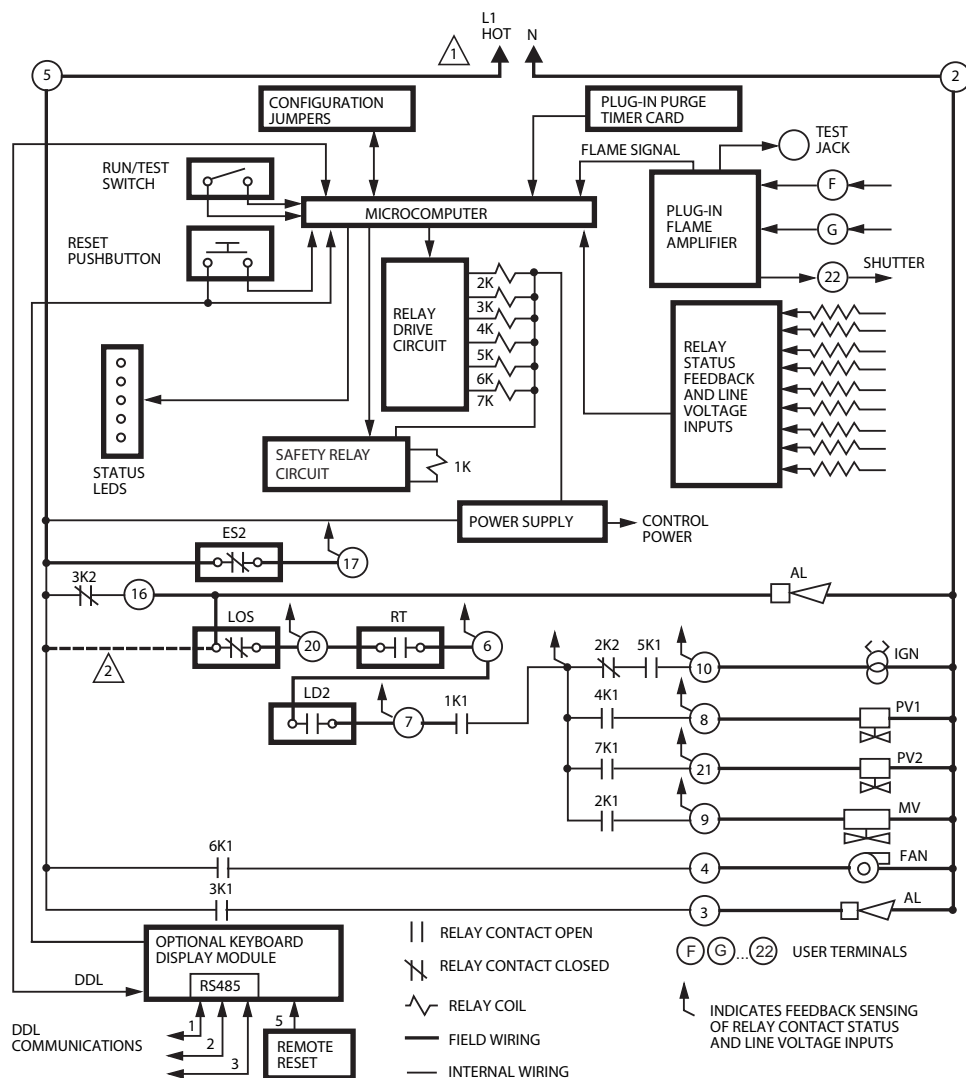 L1
HOT
N
1
5
2
CONFIGURATION
JUMPERS
PLUG-IN PURGE
TIMER CARD
TEST
JACK
FLAME SIGNAL
RUN/TEST
SWITCH
MICROCOMPUTER
PLUG-IN
FLAME
AMPLIFIER
F
G
22
SHUTTER
RESET
PUSHBUTTON
RELAY
DRIVE
CIRCUIT
2K
3K
4K
5K
6K
7K
RELAY
STATUS
FEEDBACK
AND LINE
VOLTAGE
INPUTS
STATUS
LEDS
SAFETY RELAY
CIRCUIT
1K
POWER SUPPLY
CONTROL
POWER
ES2
17
3K2
16
AL
LOS
20
RT
6
2
2K2
5K1
10
IGN
LD2
7
1K1
4K1
8
PV1
7K1
21
PV2
2K1
9
MV
6K1
4
FAN
3K1
3
AL
OPTIONAL KEYBOARD
DISPLAY MODULE
RS485
DDL
DDL
COMMUNICATIONS
1
2
3
5
REMOTE
RESET
RELAY CONTACT OPEN
RELAY CONTACT CLOSED
RELAY COIL
FIELD WIRING
INTERNAL WIRING
F G ... 22 USER TERMINALS
INDICATES FEEDBACK SENSING
OF RELAY CONTACT STATUS
AND LINE VOLTAGE INPUTS